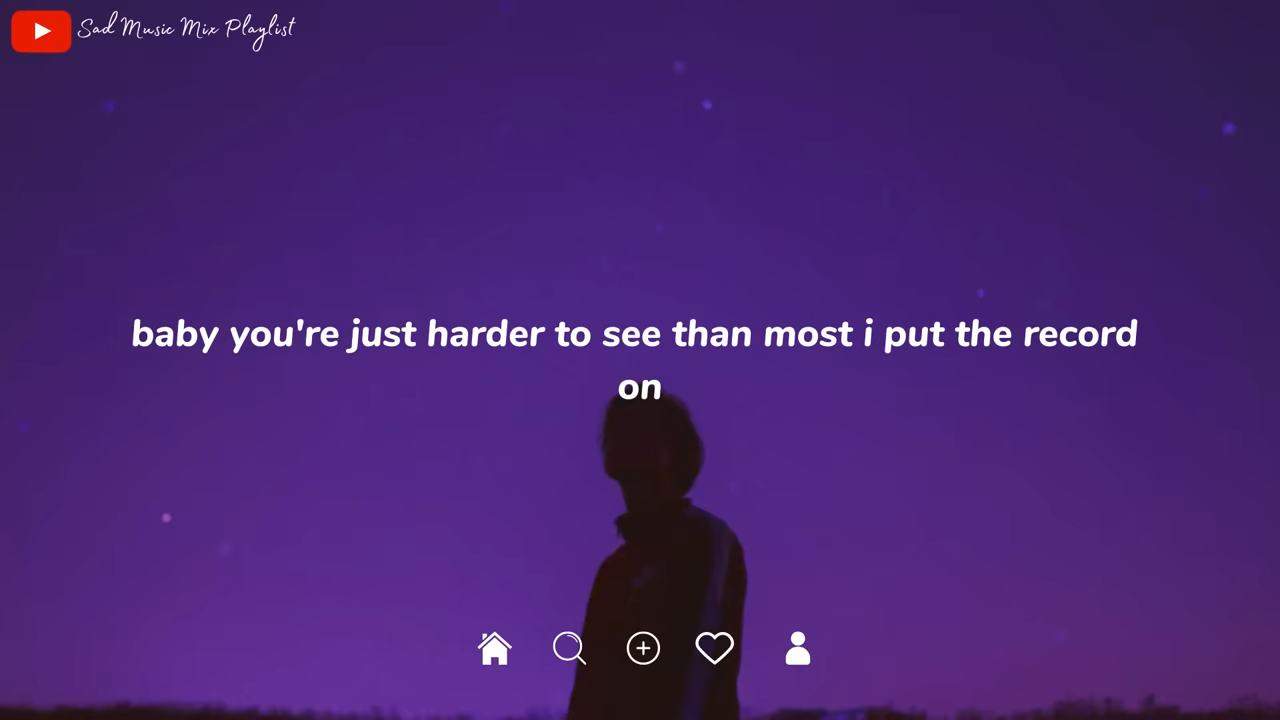 Sad Music Mix Playlist
baby you're just harder to see than most i put the record
on